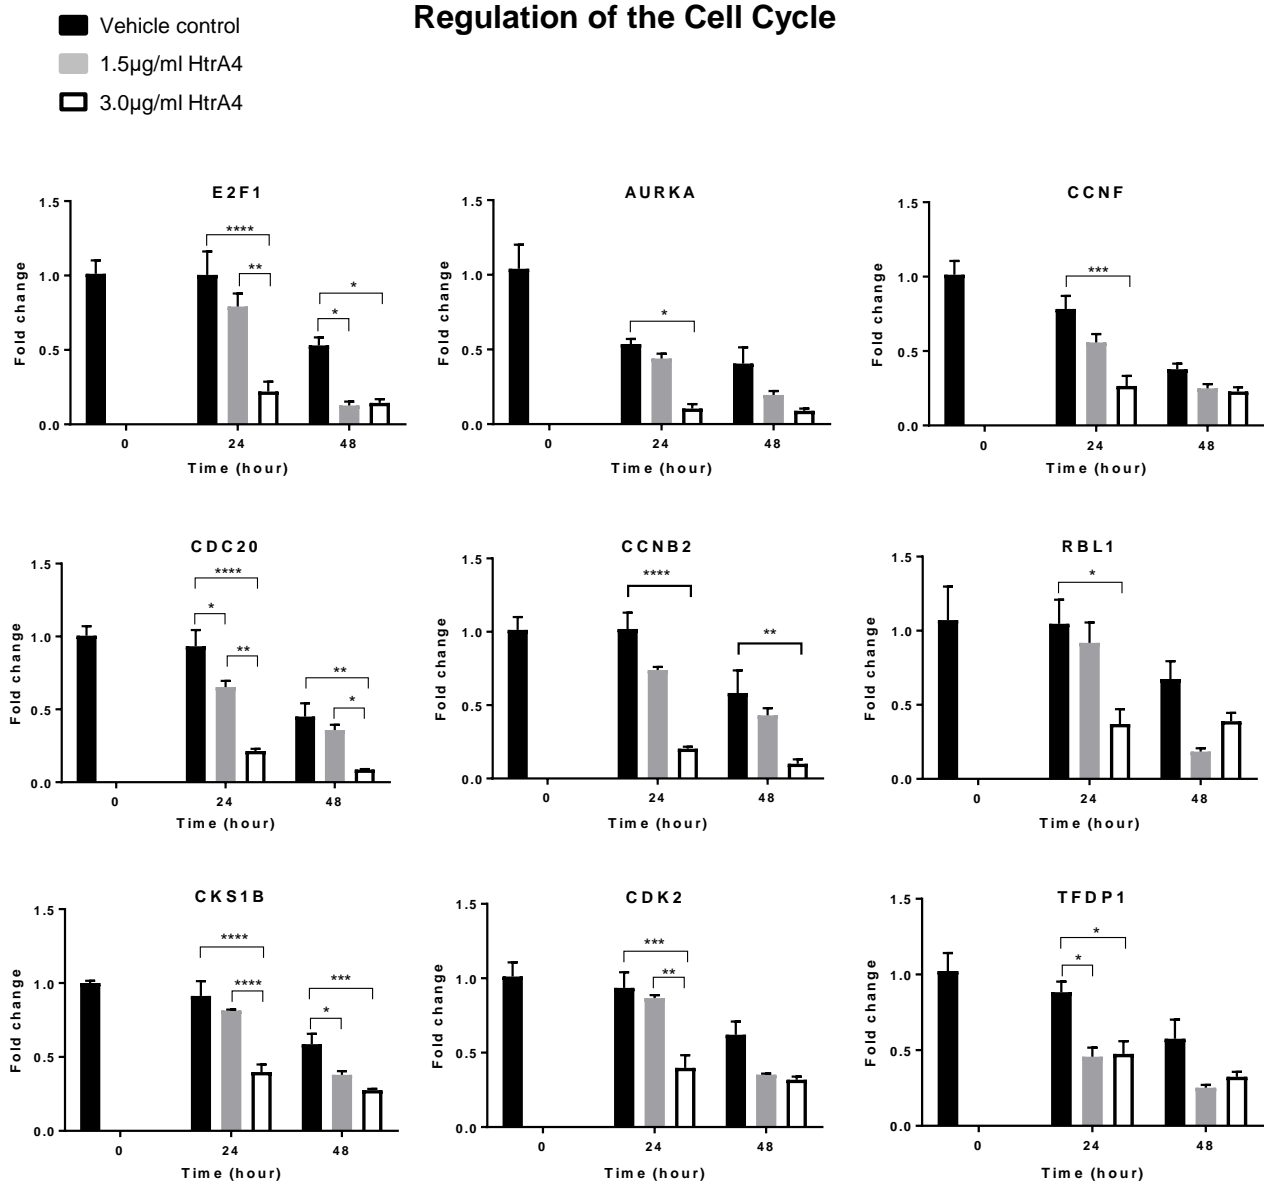 Regulation of the Cell Cycle
Vehicle control
1.5µg/ml HtrA4
3.0µg/ml HtrA4
E2F1
1.5
1.0
0.5
0.0
Fold change
****
**
*
*
0 24 48
Time (hour)
AURKA
1.5
1.0
0.5
0.0
Fold change
*
0 24 48
Time (hour)
CCNF
1.5
1.0
0.5
0.0
Fold change
***
0 24 48
Time (hour)
CDC20
1.5
1.0
0.5
0.0
Fold change
****
*
**
**
*
0 24 48
Time (hour)
CCNB2
1.5
1.0
0.5
0.0
Fold change
****
**
0 24 48
Time (hour)
RBL1
1.5
1.0
0.5
0.0
Fold change
*
0 24 48
Time (hour)
CKS1B
1.5
1.0
0.5
0.0
Fold change
****
****
***
*
0 24 48
Time (hour)
CDK2
1.5
1.0
0.5
0.0
Fold change
***
**
0 24 48
Time (hour)
TFDP1
1.5
1.0
0.5
0.0
Fold change
*
*
0 24 48
Time (hour)